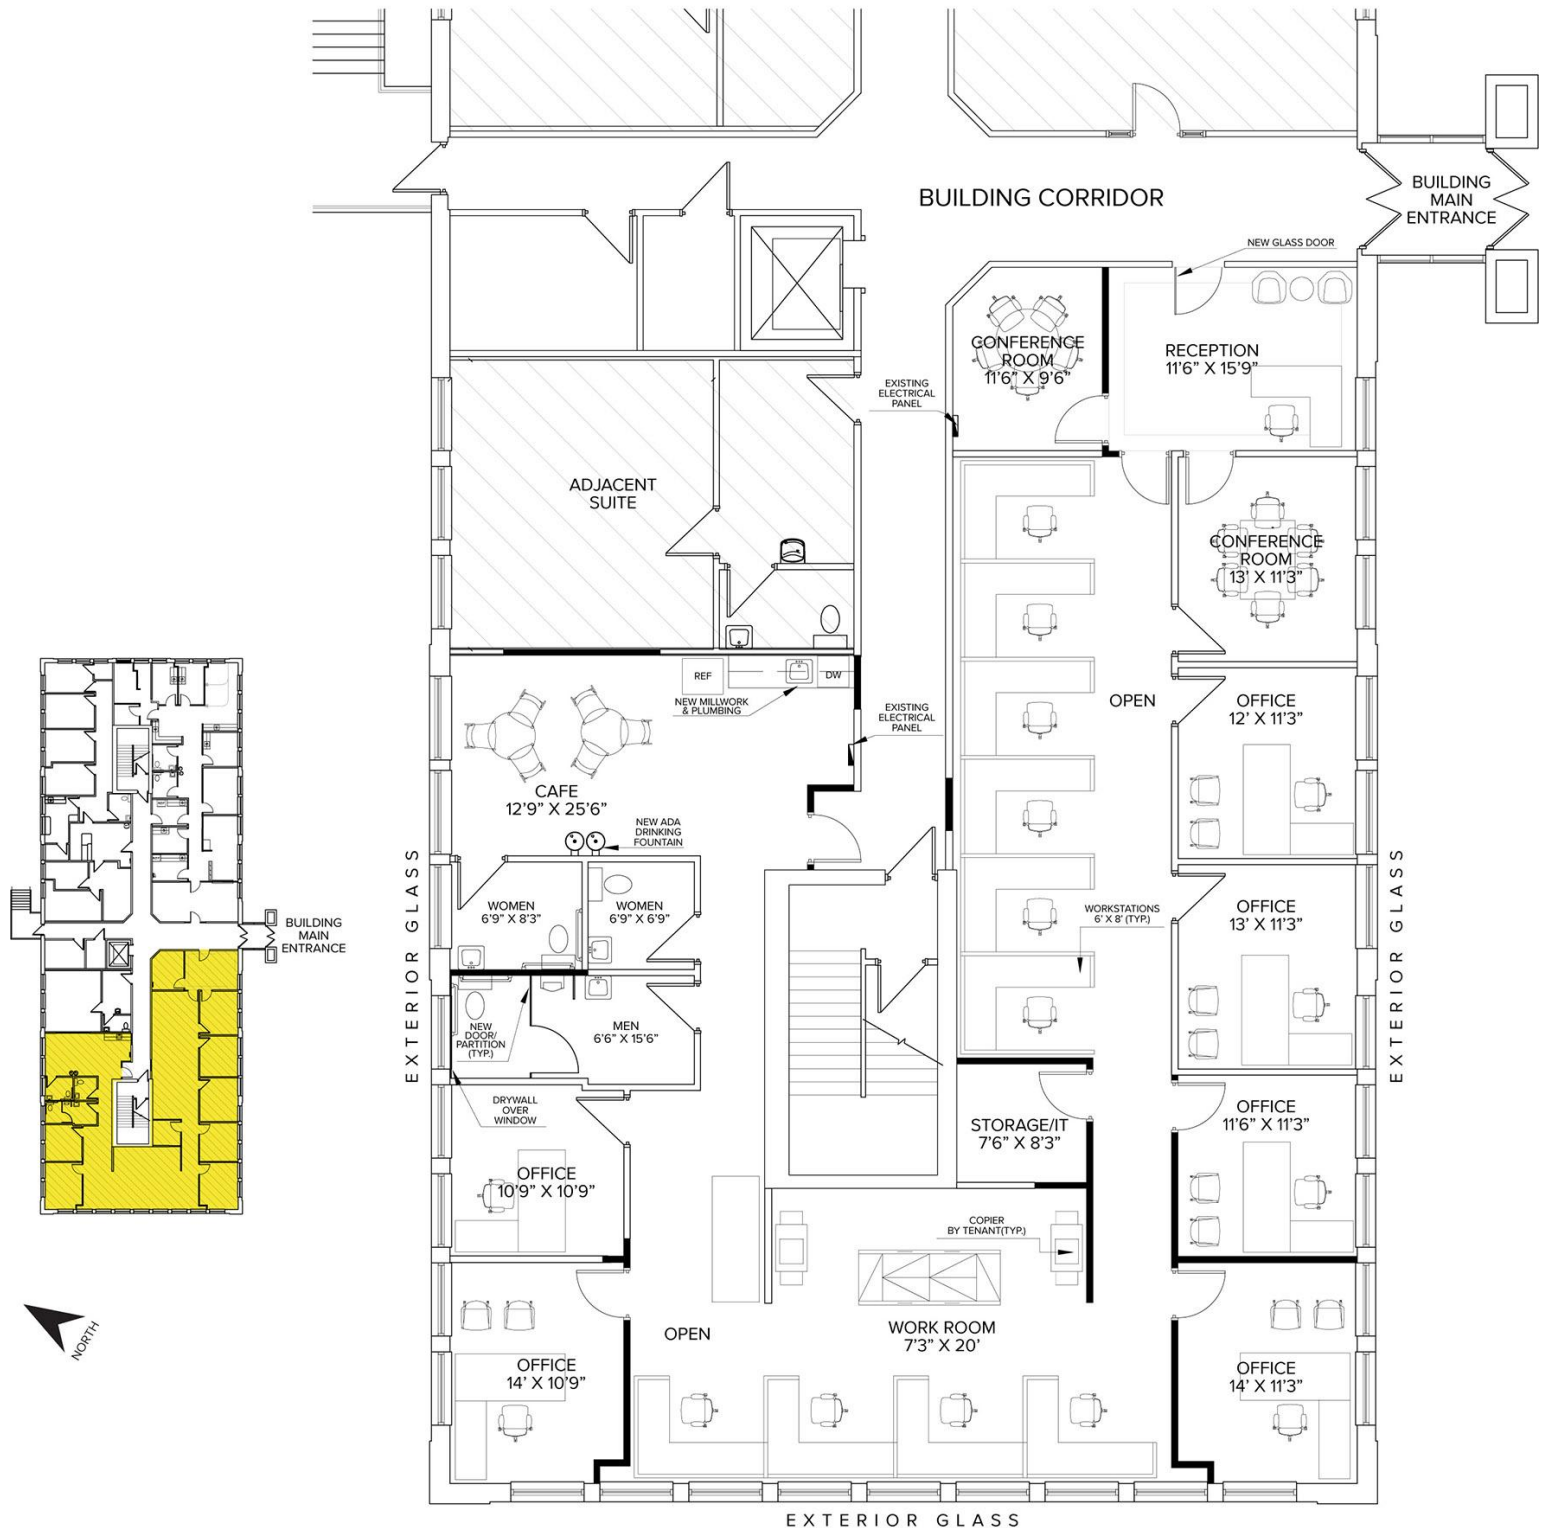 BUILDING CORRIDOR
BUILDING
MAIN
ENTRANCE
NEW GLASS DOOR
CONFERENCE
ROOM
11'6" X 9'6"
RECEPTION
11'6" X 15'9"
EXISTING
ELECTRICAL
PANEL
ADJACENT
SUITE
CONFERENCE
ROOM
13' X 11'3"
REF
DW
NEW MILLWORK
& PLUMBING
EXISTING
ELECTRICAL
PANEL
OPEN
OFFICE
12' X 11'3"
CAFE
12'9" X 25'6"
NEW ADA
DRINKING
FOUNTAIN
EXTERIOR GLASS
WOMEN
6'9" X 8'3"
WOMEN
6'9" X 6'9"
WORKSTATIONS
6' X 8' (TYP.)
OFFICE
13' X 11'3"
EXTERIOR GLASS
BUILDING
MAIN
ENTRANCE
NEW
DOOR/
PARTITION
(TYP.)
MEN
6'6" X 15'6"
DRYWALL
OVER
WINDOW
STORAGE/IT
7'6" X 8'3"
OFFICE
11'6" X 11'3"
OFFICE
10'9" X 10'9"
COPIER
BY TENANT(TYP.)
NORTH
OPEN
WORK ROOM
7'3" X 20'
OFFICE
14' X 10'9"
OFFICE
14' X 11'3"
EXTERIOR GLASS